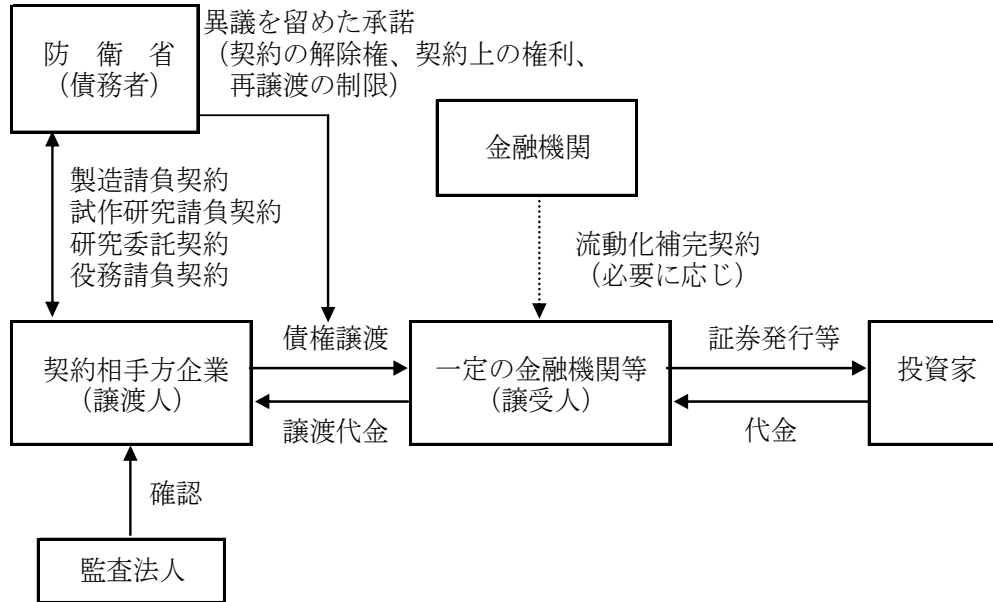 異議を留めた承諾
防 衛 省
(債務者)
(契約の解除権、契約上の権利、
再譲渡の制限)
金融機関
製造請負契約
試作研究請負契約
研究委託契約
役務請負契約
流動化補完契約
(必要に応じ)
債権譲渡
証券発行等
契約相手方企業
(譲渡人)
一定の金融機関等
(譲受人)
投資家
譲渡代金
代金
確認
監査法人